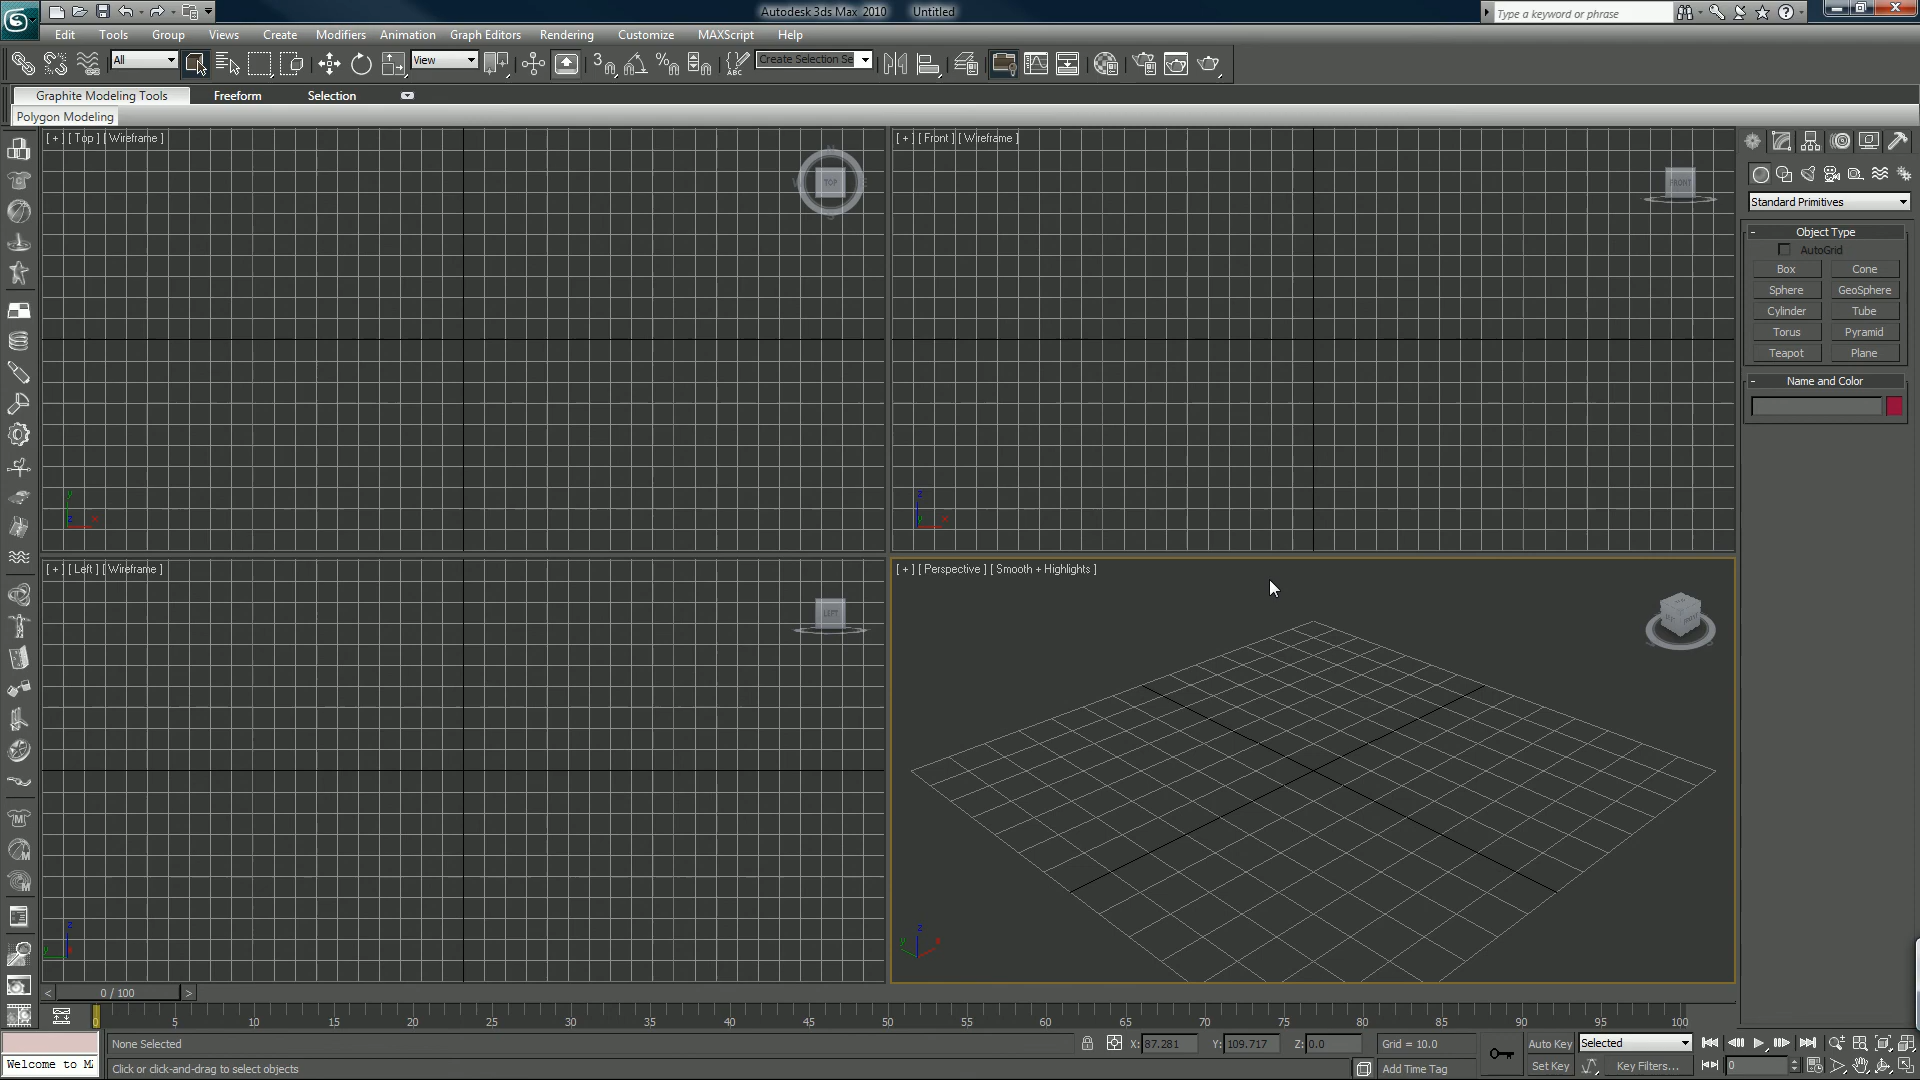 Autodesk 3ds Max 2010 Untitled
Type a keyword or phrase
Edit Tools Group Views Create Modifiers Animation Graph Editors Rendering Customize MAXScript Help
All View Create Selection Se
Graphite Modeling Tools Freeform Selection
Polygon Modeling
[ + ] [ Top ] [ Wireframe ]
TOP
[ + ] [ Front ] [ Wireframe ]
FRONT
Standard Primitives
- Object Type
AutoGrid
Box Cone
Sphere GeoSphere
Cylinder Tube
Torus Pyramid
Teapot Plane
- Name and Color
y
z x
z
y x
[ + ] [ Left ] [ Wireframe ]
LEFT
[ + ] [ Perspective ] [ Smooth + Highlights ]
z
y x
z
y x
< 0 / 100 >
0 5 10 15 20 25 30 35 40 45 50 55 60 65 70 75 80 85 90 95 100
None Selected X: 87.281 Y: 109.717 Z: 0.0 Grid = 10.0 Auto Key Selected
Welcome to M Click or click-and-drag to select objects Add Time Tag Set Key Key Filters... 0